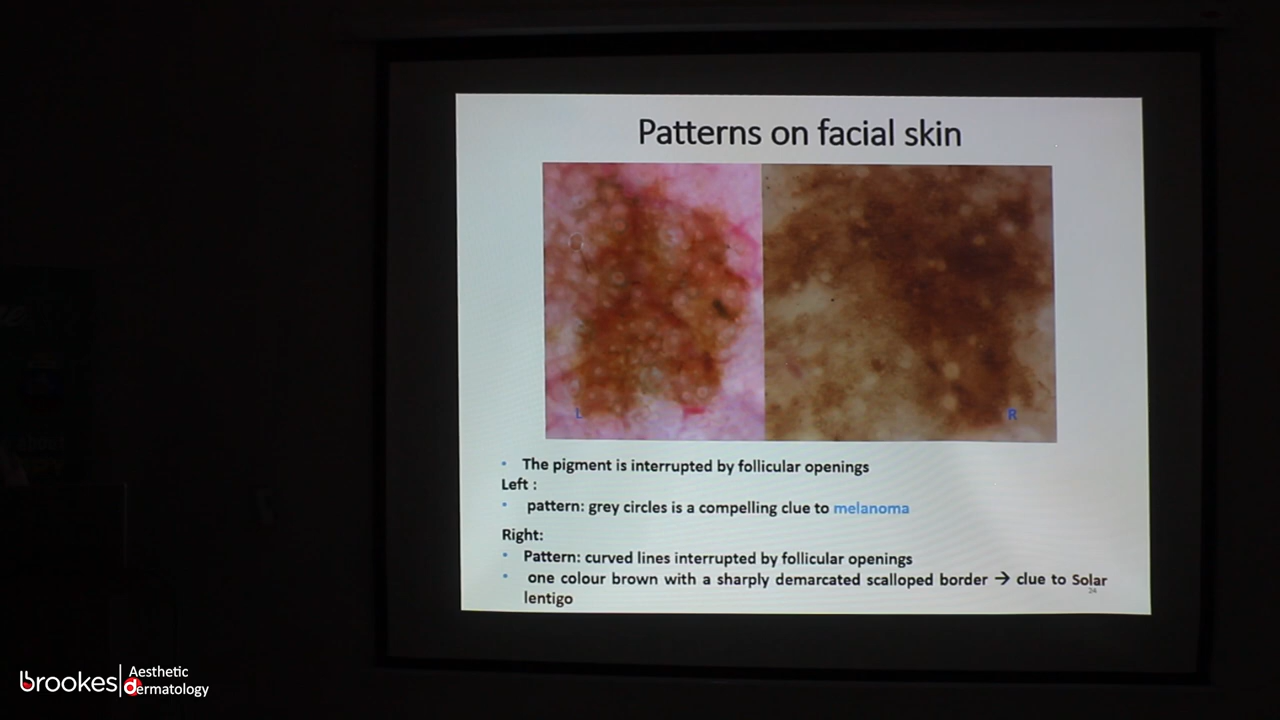 Patterns on facial skin
L
R
• The pigment is interrupted by follicular openings
Left :
• pattern: grey circles is a compelling clue to melanoma
Right:
• Pattern: curved lines interrupted by follicular openings
• one colour brown with a sharply demarcated scalloped border → clue to Solar
lentigo
24
brookes
Aesthetic
dermatology